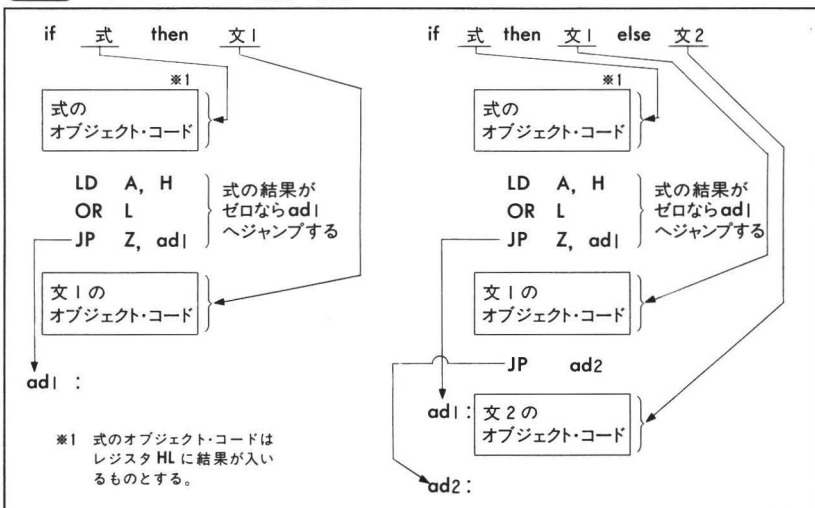 if 式 then 文1
※1
式の
オブジェクト・コード
LD A, H
OR L
JP Z, ad1
式の結果が
ゼロならad1
へジャンプする
文1の
オブジェクト・コード
ad1 :
※1 式のオブジェクト・コードは
レジスタHLに結果が入い
るものとする。
if 式 then 文1 else 文2
※1
式の
オブジェクト・コード
LD A, H
OR L
JP Z, ad1
式の結果が
ゼロならad1
へジャンプする
文1の
オブジェクト・コード
JP ad2
ad1 : 文2の
オブジェクト・コード
ad2 :